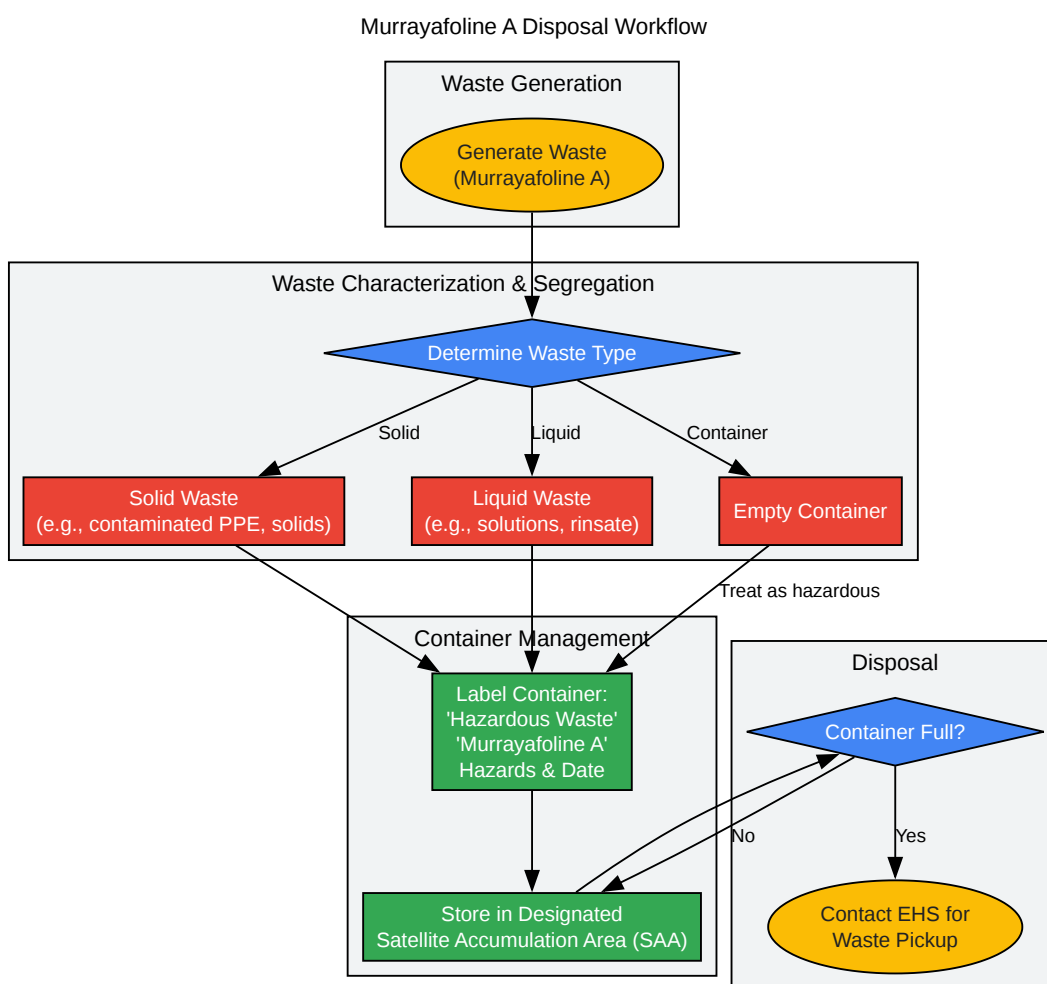 Murrayafoline A Disposal Workflow
Waste Generation
Generate Waste
(Murrayafoline A)
Waste Characterization & Segregation
Determine Waste Type
Solid
Liquid
Container
Solid Waste
(e.g., contaminated PPE, solids)
Liquid Waste
(e.g., solutions, rinsate)
Empty Container
Treat as hazardous
Container Management
Label Container:
'Hazardous Waste'
'Murrayafoline A'
Hazards & Date
Disposal
Container Full?
No
Yes
Store in Designated
Satellite Accumulation Area (SAA)
Contact EHS for
Waste Pickup